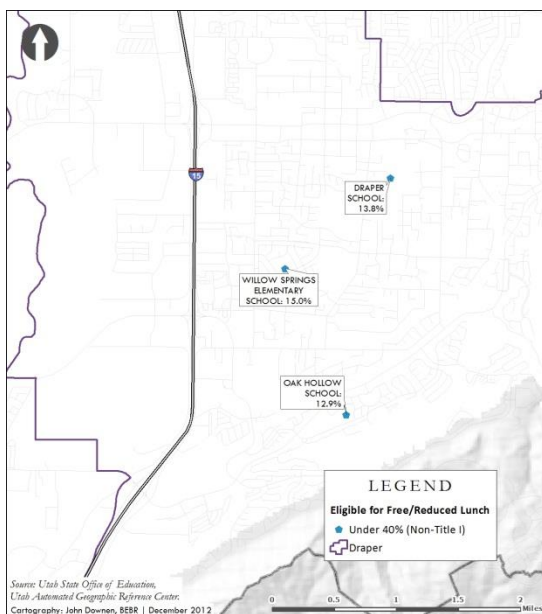 15
DRAPER
SCHOOL:
13.8%
WILLOW SPRINGS
ELEMENTARY
SCHOOL: 15.0%
OAK HOLLOW
SCHOOL:
12.9%
LEGEND
Eligible for Free/Reduced Lunch
Under 40% (Non-Title I)
Draper
Source: Utah State Office of Education,
Utah Automated Geographic Reference Center.
Cartography: John Downen, BEBR | December 2012
0 0.5 1 2
Miles